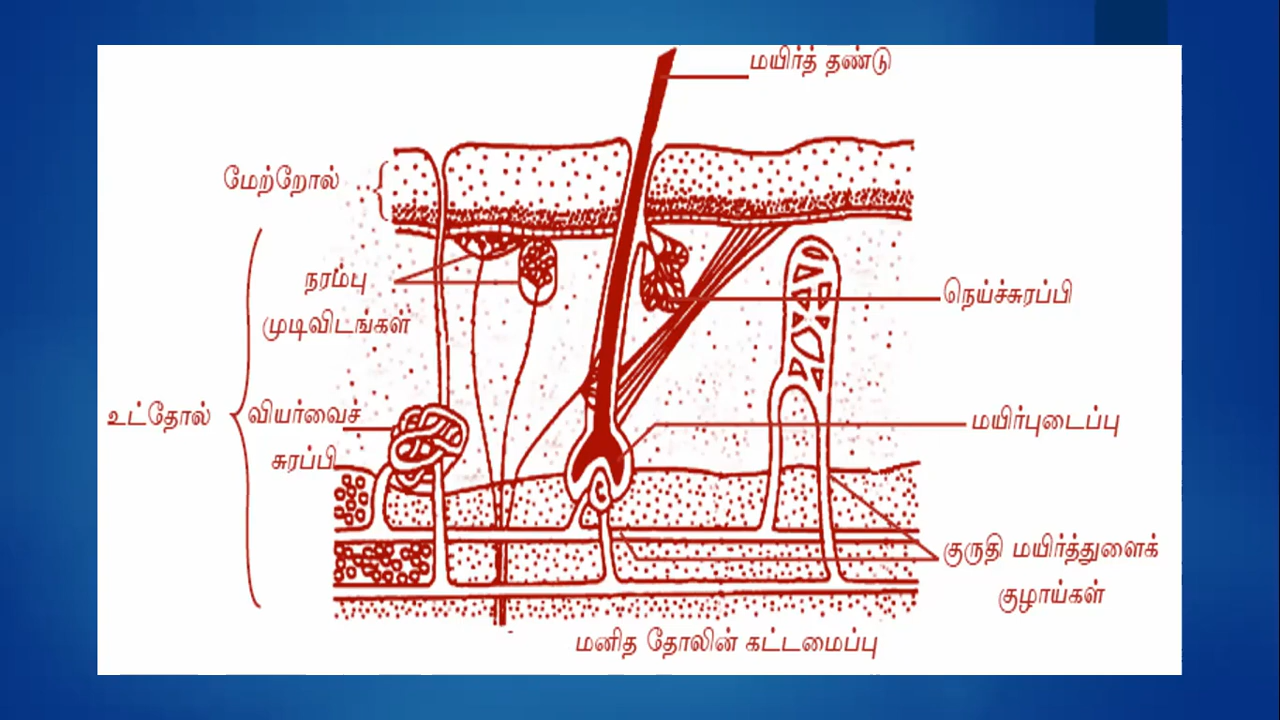 மயிர்த் தண்டு
மேற்றோல்
நரம்பு
முடிவிடங்கள்
நெய்ச்சுரப்பி
உட்தோல்
வியர்வைச்
சுரப்பி
மயிர்புடைப்பு
குருதி மயிர்த்துளைக்
குழாய்கள்
மனித தோலின் கட்டமைப்பு